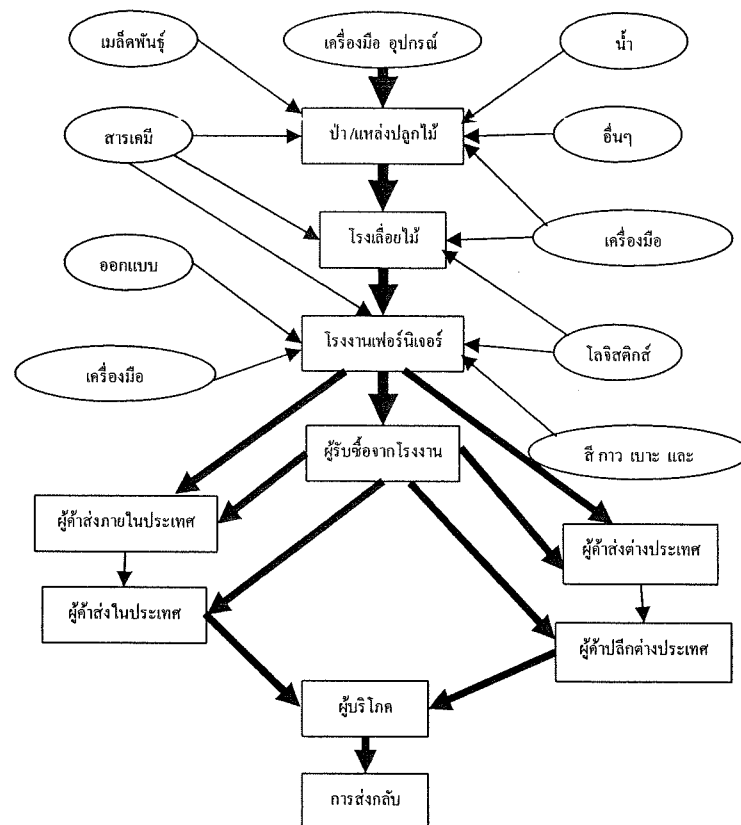 เมล็ดพันธุ์
เครื่องมือ อุปกรณ์
น้ำ
สารเคมี
ป่า/แหล่งปลูกไม้
อื่นๆ
โรงเลื่อยไม้
เครื่องมือ
ออกแบบ
โรงงานเฟอร์นิเจอร์
โลจิสติกส์
เครื่องมือ
ผู้รับซื้อจากโรงงาน
สี กาว เบาะ และ
ผู้ค้าส่งภายในประเทศ
ผู้ค้าส่งต่างประเทศ
ผู้ค้าส่งในประเทศ
ผู้ค้าปลีกต่างประเทศ
ผู้บริโภค
การส่งกลับ